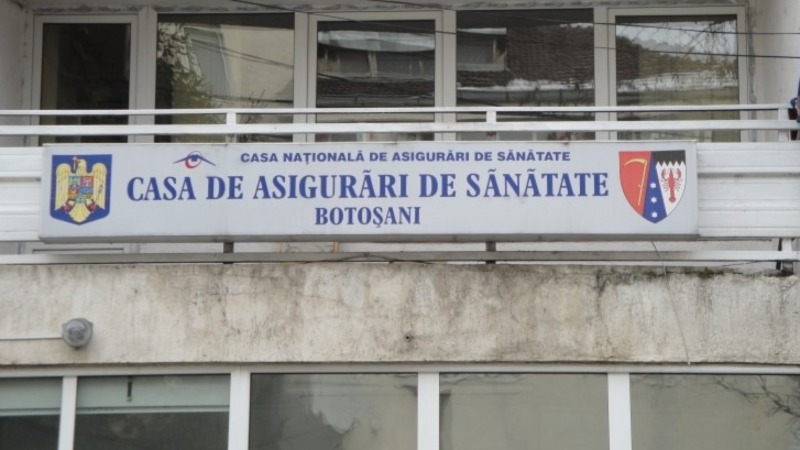 CASA NAȚIONALĂ DE ASIGURĂRI DE SĂNĂTATE
CASA DE ASIGURĂRI DE SĂNĂTATE
BOTOȘANI